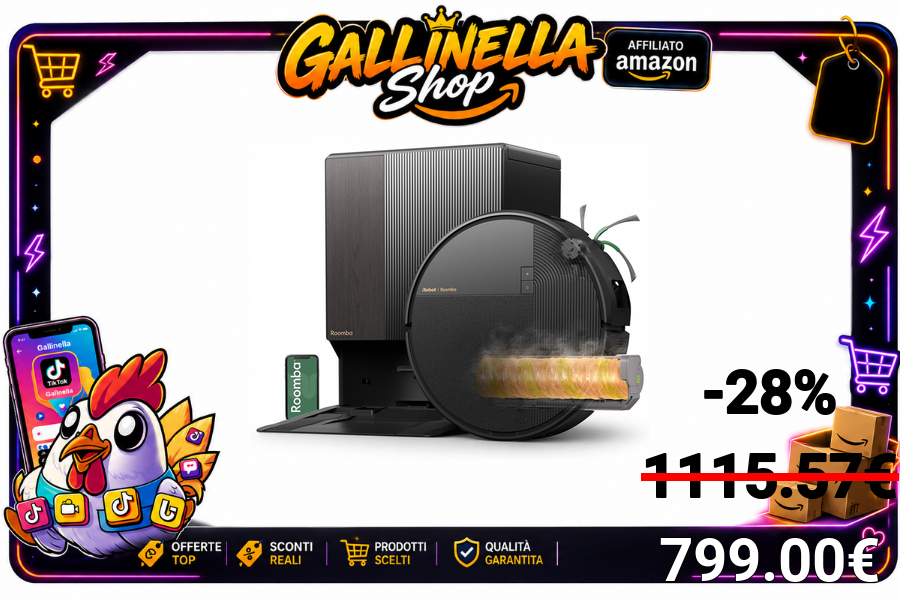 GALLINELLA
Shop
AFFILIATO
amazon
Roomba
iRobot | Roomba
Roomba
Gallinella
TikTok
Gallinella
-28%
1115.57€
799.00€
OFFERTE
TOP
SCONTI
REALI
PRODOTTI
SCELTI
QUALITÀ
GARANTITA